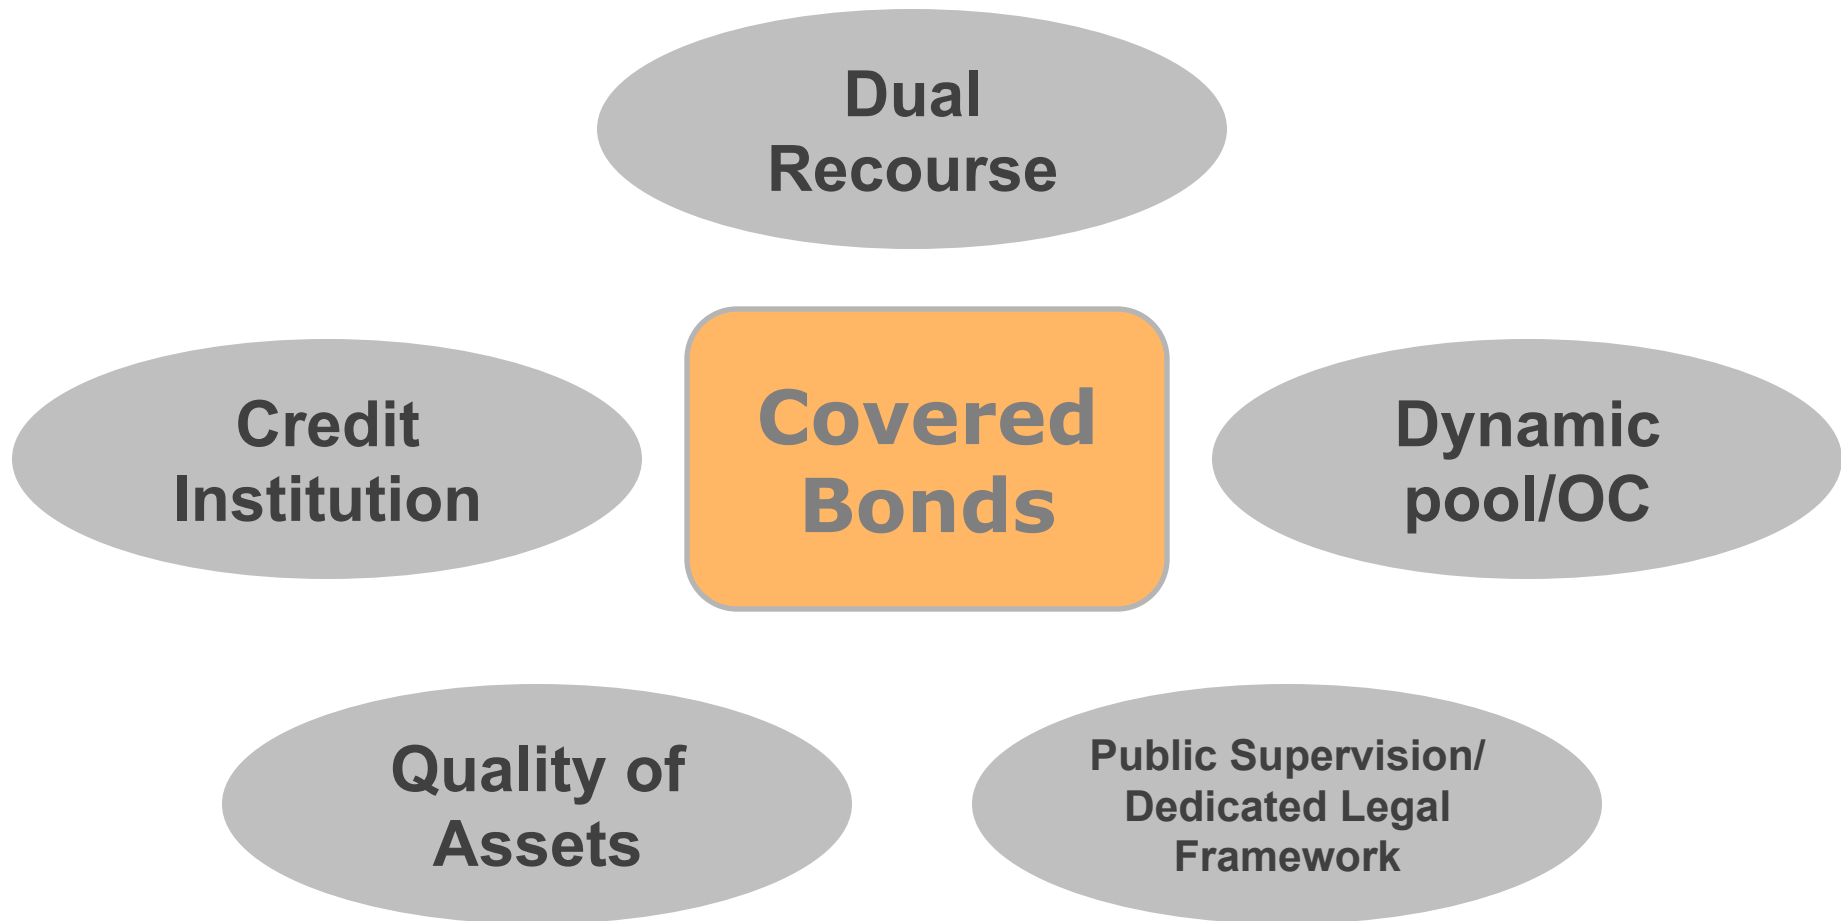 Dual
Recourse
Credit
Institution
Covered
Bonds
Dynamic
pool/OC
Quality of
Assets
Public Supervision/
Dedicated Legal
Framework